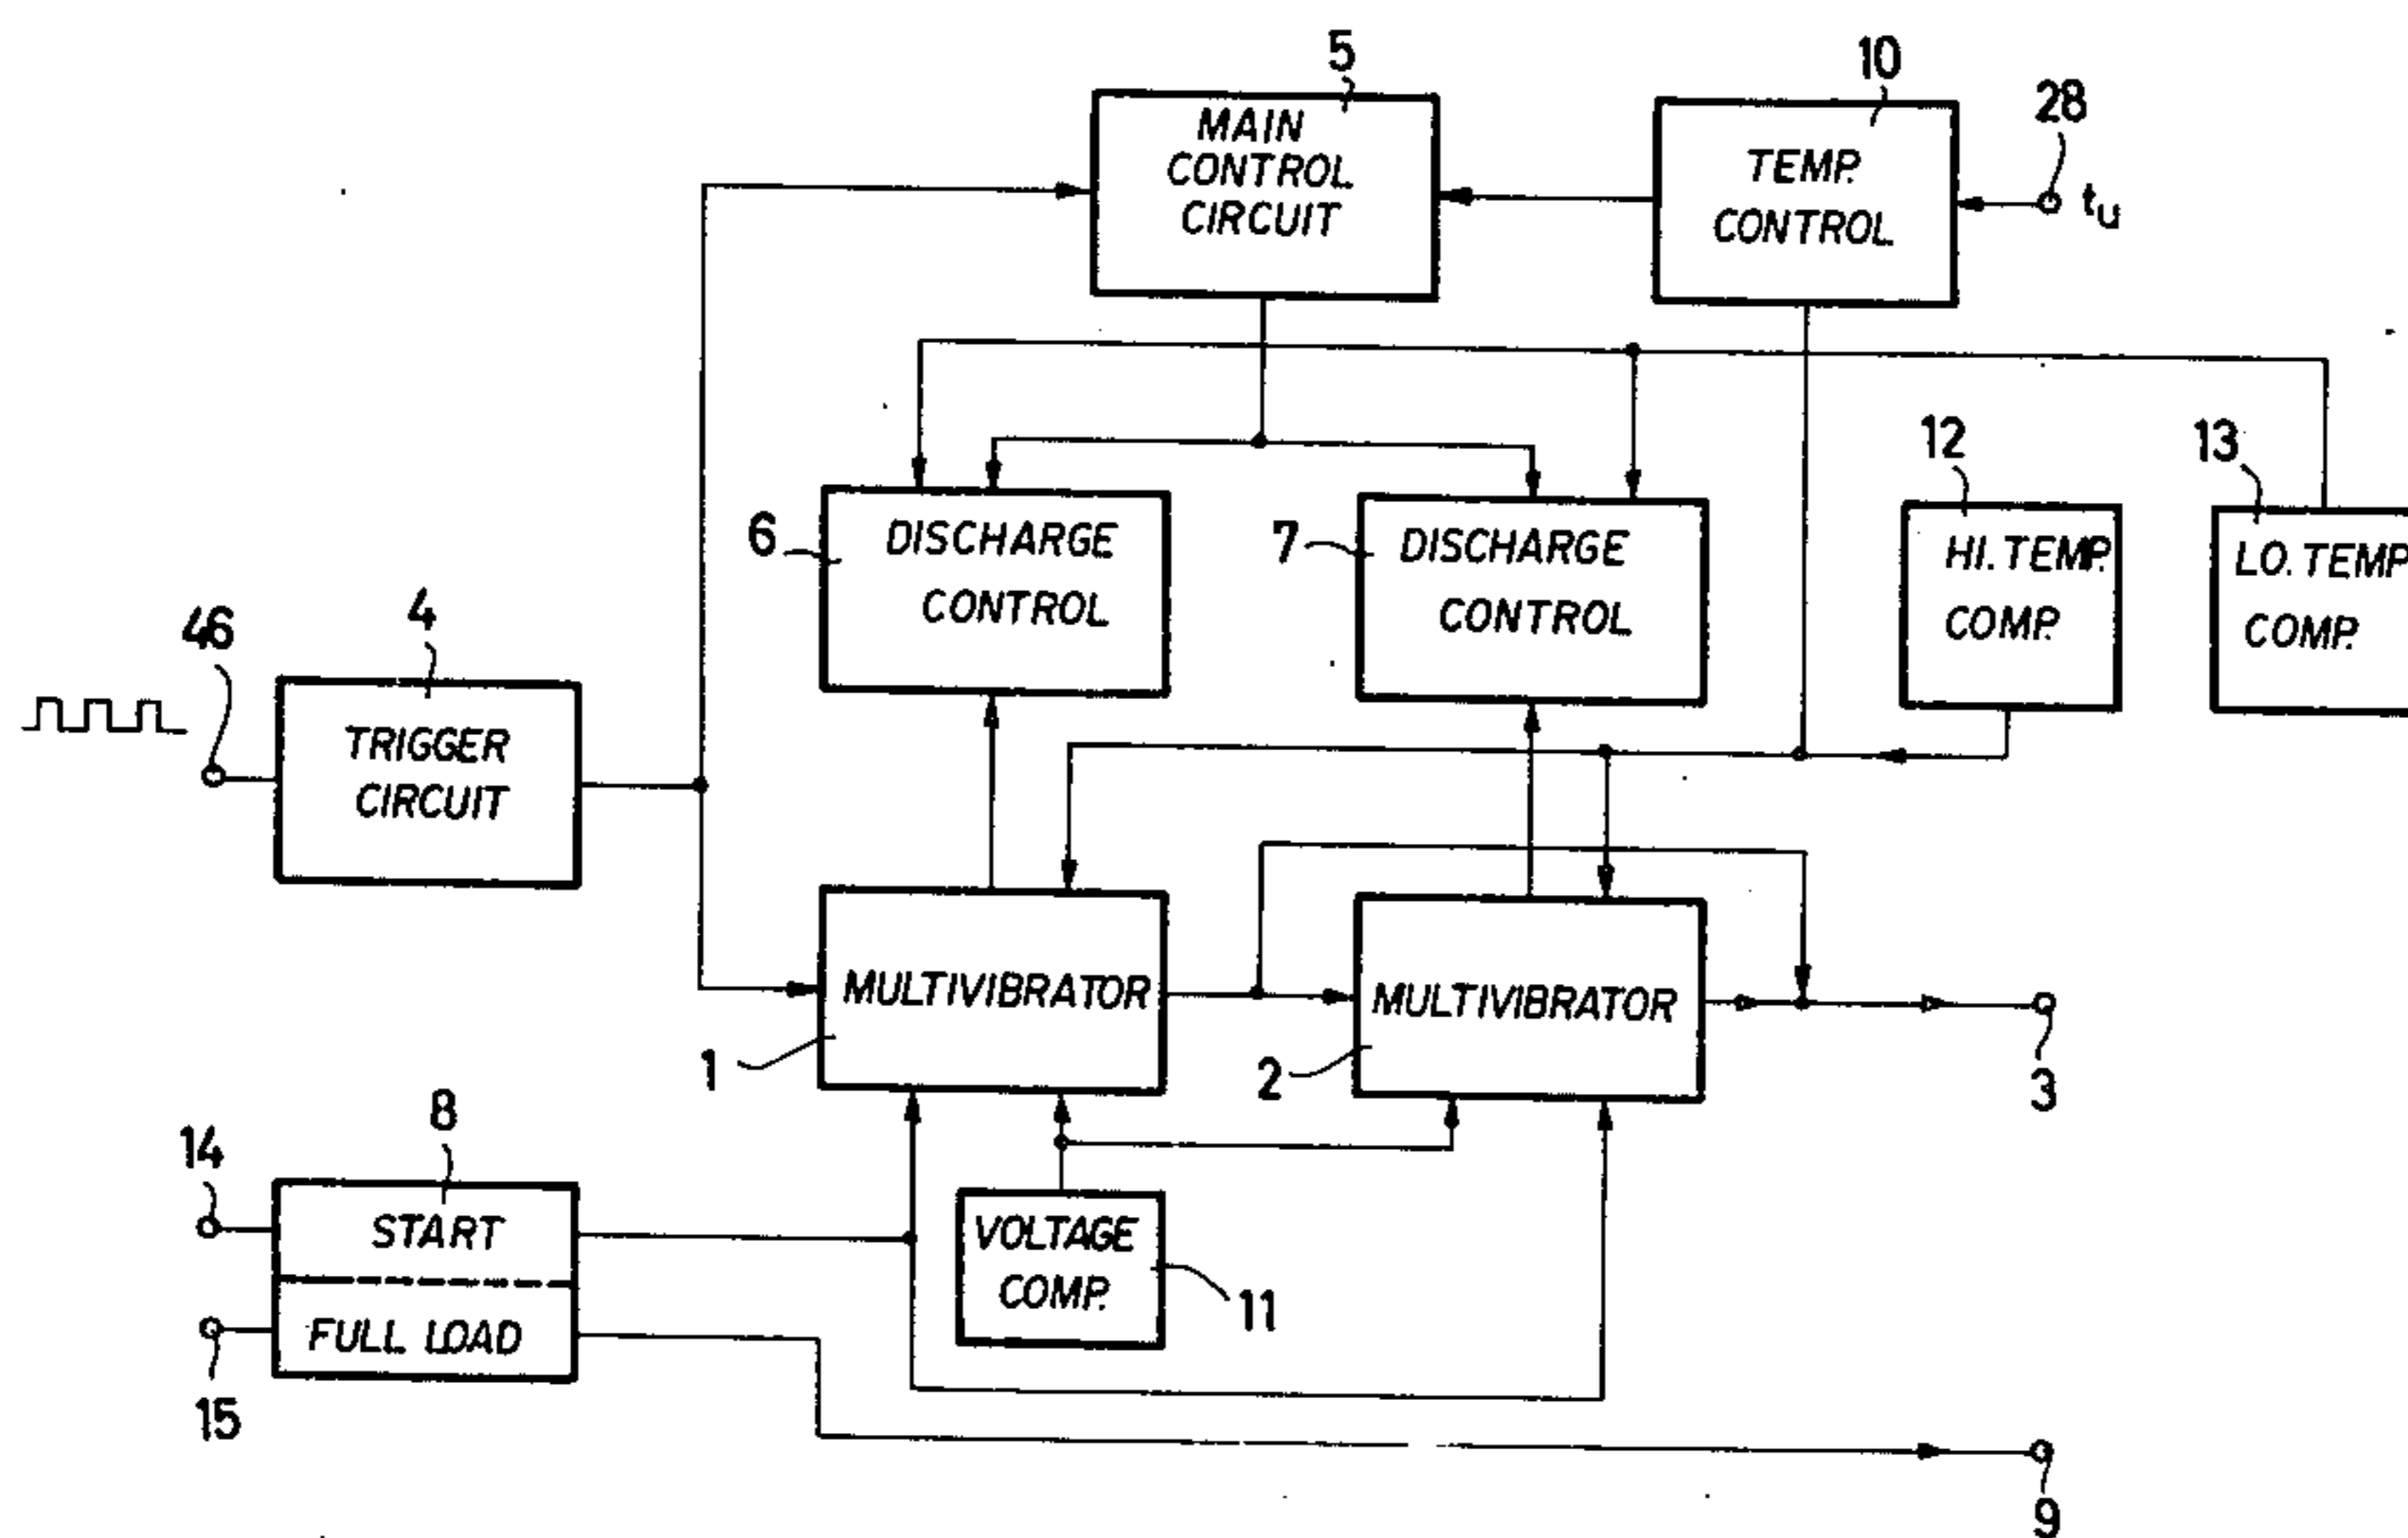 5
10
28
MAIN
CONTROL
CIRCUIT
TEMP.
CONTROL
tu
12
13
6
DISCHARGE
CONTROL
7
DISCHARGE
CONTROL
HI. TEMP.
COMP.
LO. TEMP
COMP.
46
4
TRIGGER
CIRCUIT
MULTIVIBRATOR
MULTIVIBRATOR
1
2
3
14
8
START
FULL LOAD
VOLTAGE
COMP.
11
15
9